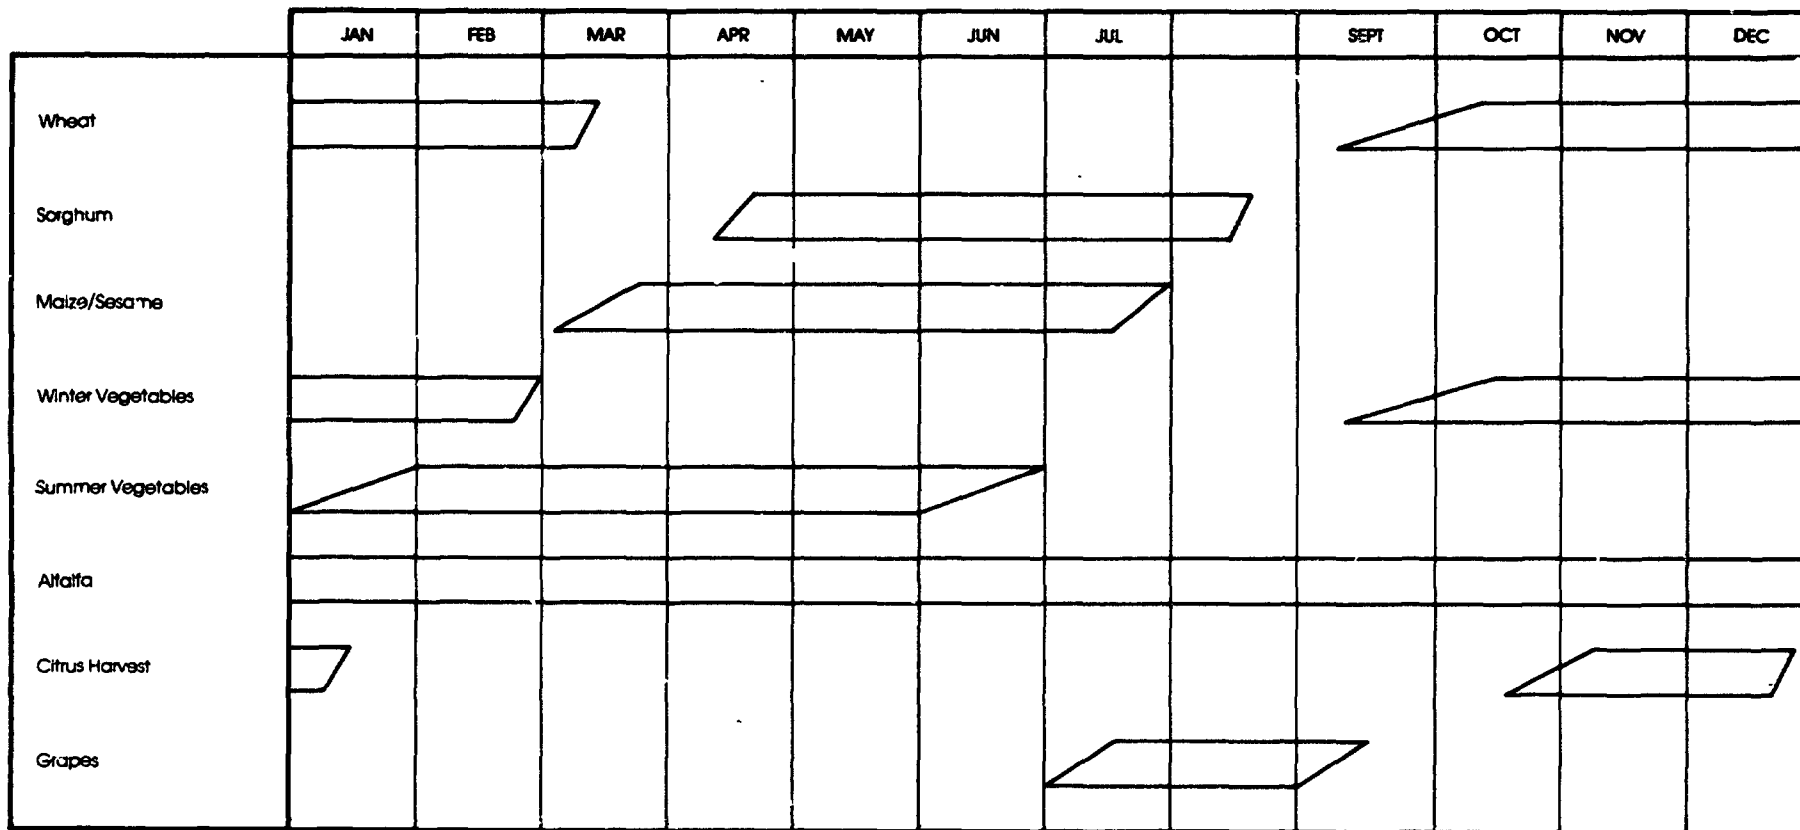 JAN FEB MAR APR MAY JUN JUL SEPT OCT NOV DEC
Wheat
Sorghum
Maize/Sesame
Winter Vegetables
Summer Vegetables
Alfalfa
Citrus Harvest
Grapes